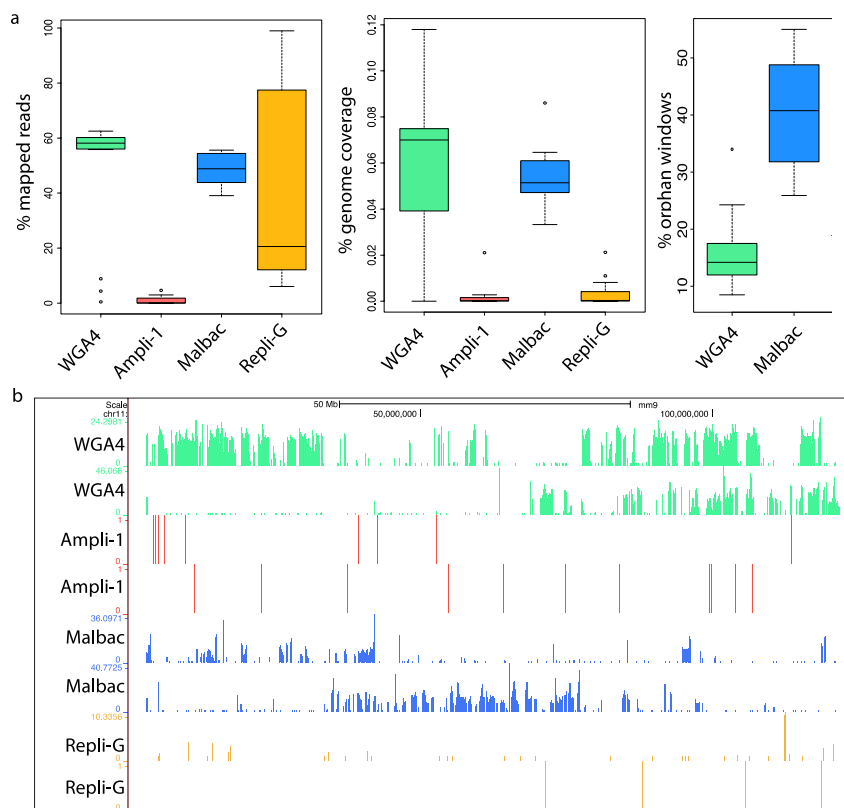 a
% mapped reads
0 20 40 60 80 100
WGA4 Ampli-1 Malbac Repli-G
% genome coverage
0.00 0.02 0.04 0.06 0.08 0.10 0.12
WGA4 Ampli-1 Malbac Repli-G
% orphan windows
10 20 30 40 50
WGA4 Malbac
b
Scale 50 Mb mm9
chr11: 50,000,000 100,000,000
24.2981
WGA4
0
46.068
WGA4
0
1
Ampli-1
0
1
Ampli-1
0
36.0971
Malbac
0
40.7725
Malbac
0
10.3356
Repli-G
0
1
Repli-G
0